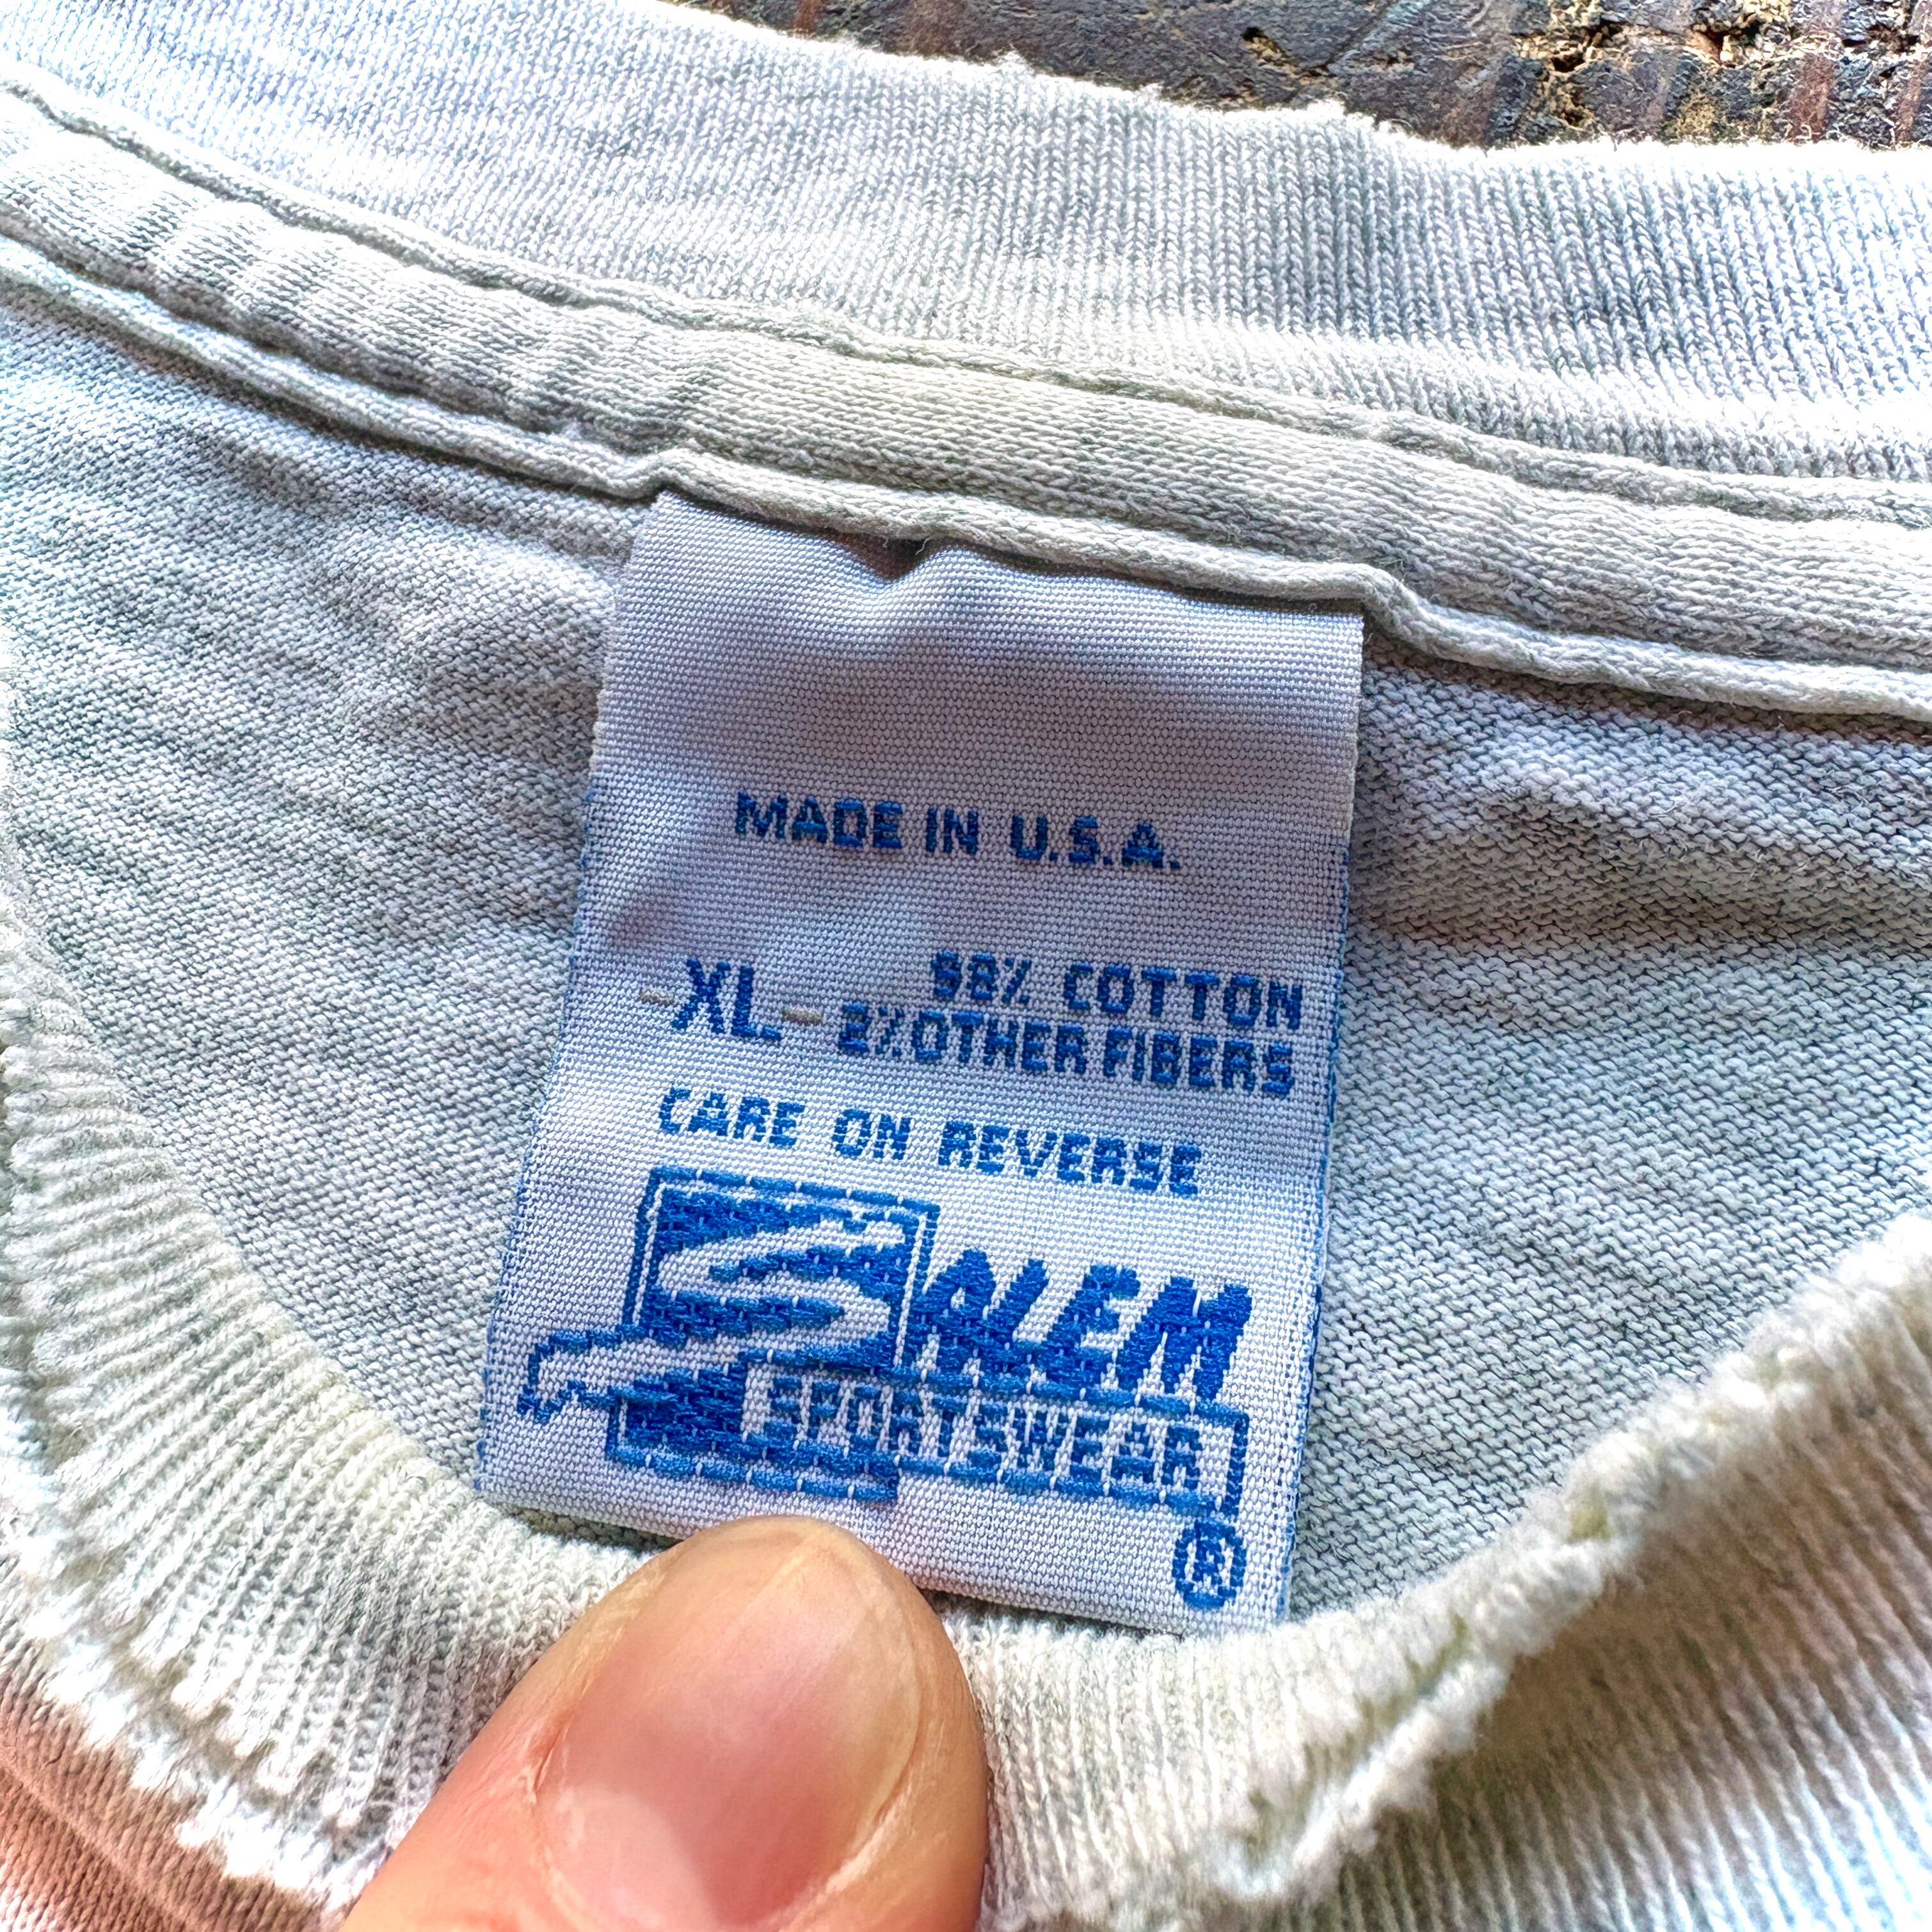 MADE IN U.S.A.
-XL- 98% COTTON
2% OTHER FIBERS
CARE ON REVERSE
SALEM
SPORTSWEAR
®